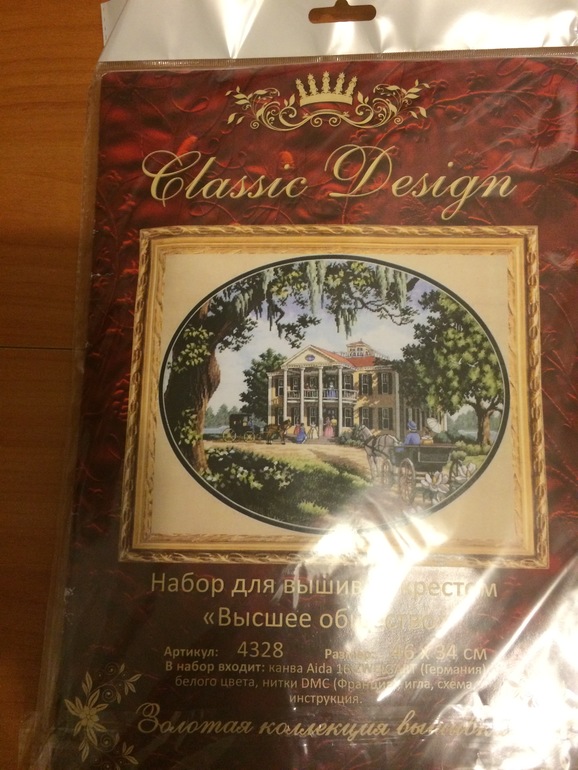 Classic Design
Набор для крестом
«Высшее
Артикул: 4328 х 34 см
В набор входит: канва Aida 16 (Германия)
белого цвета, нитки DMC игла, схема
инструкция.
Золотая коллекция